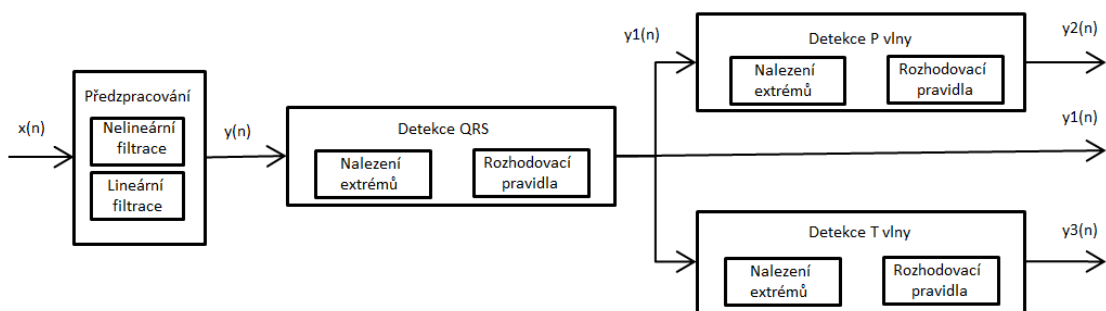 x(n)
Předzpracování
Nelineární
filtrace
Lineární
filtrace
y(n)
Detekce QRS
Nalezení
extrémů
Rozhodovací
pravidla
y1(n)
Detekce P vlny
Nalezení
extrémů
Rozhodovací
pravidla
y2(n)
y1(n)
Detekce T vlny
Nalezení
extrémů
Rozhodovací
pravidla
y3(n)